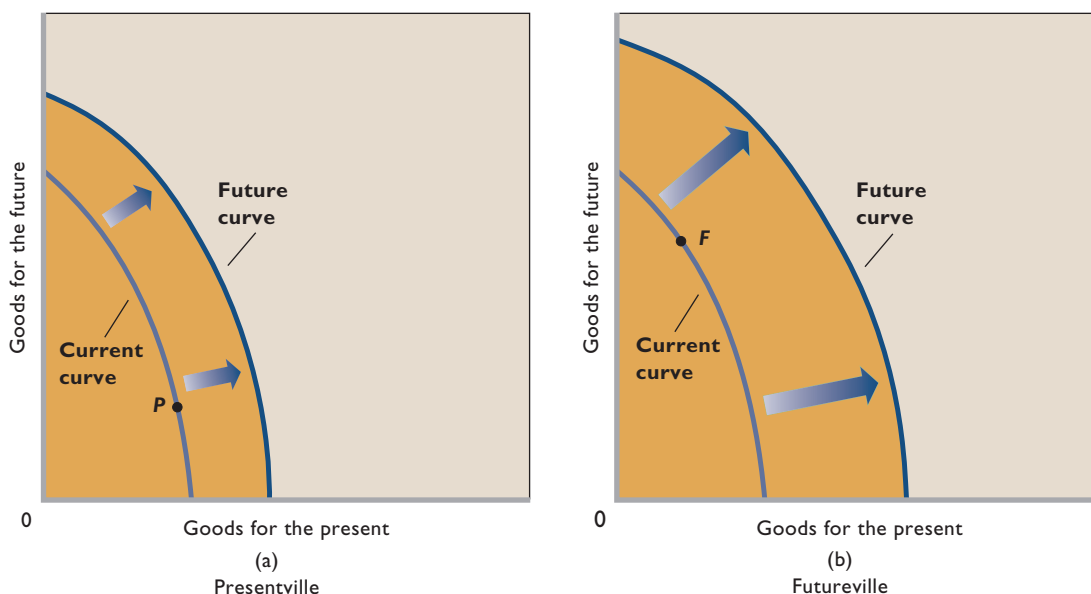 Goods for the future
Future
curve
Current
curve
P
0
Goods for the present
(a)
Presentville
Goods for the future
F
Future
curve
Current
curve
0
Goods for the present
(b)
Futureville